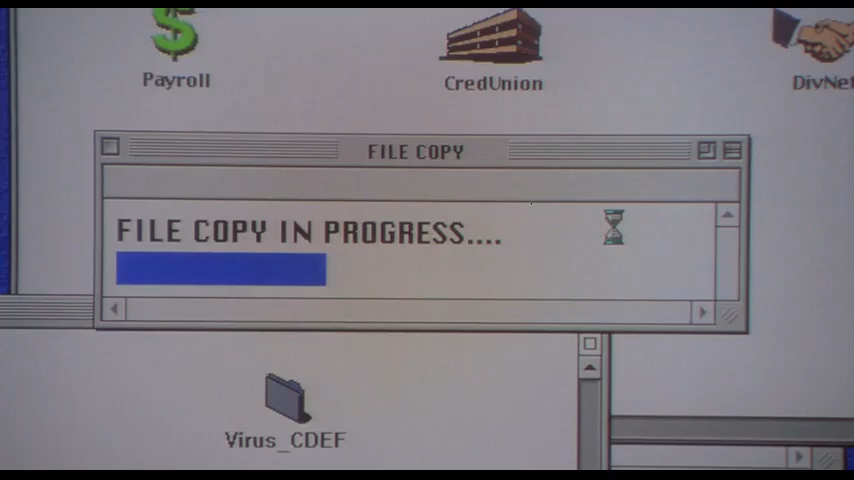 Payroll
CredUnion
DivNet
FILE COPY
FILE COPY IN PROGRESS....
Virus_CDEF